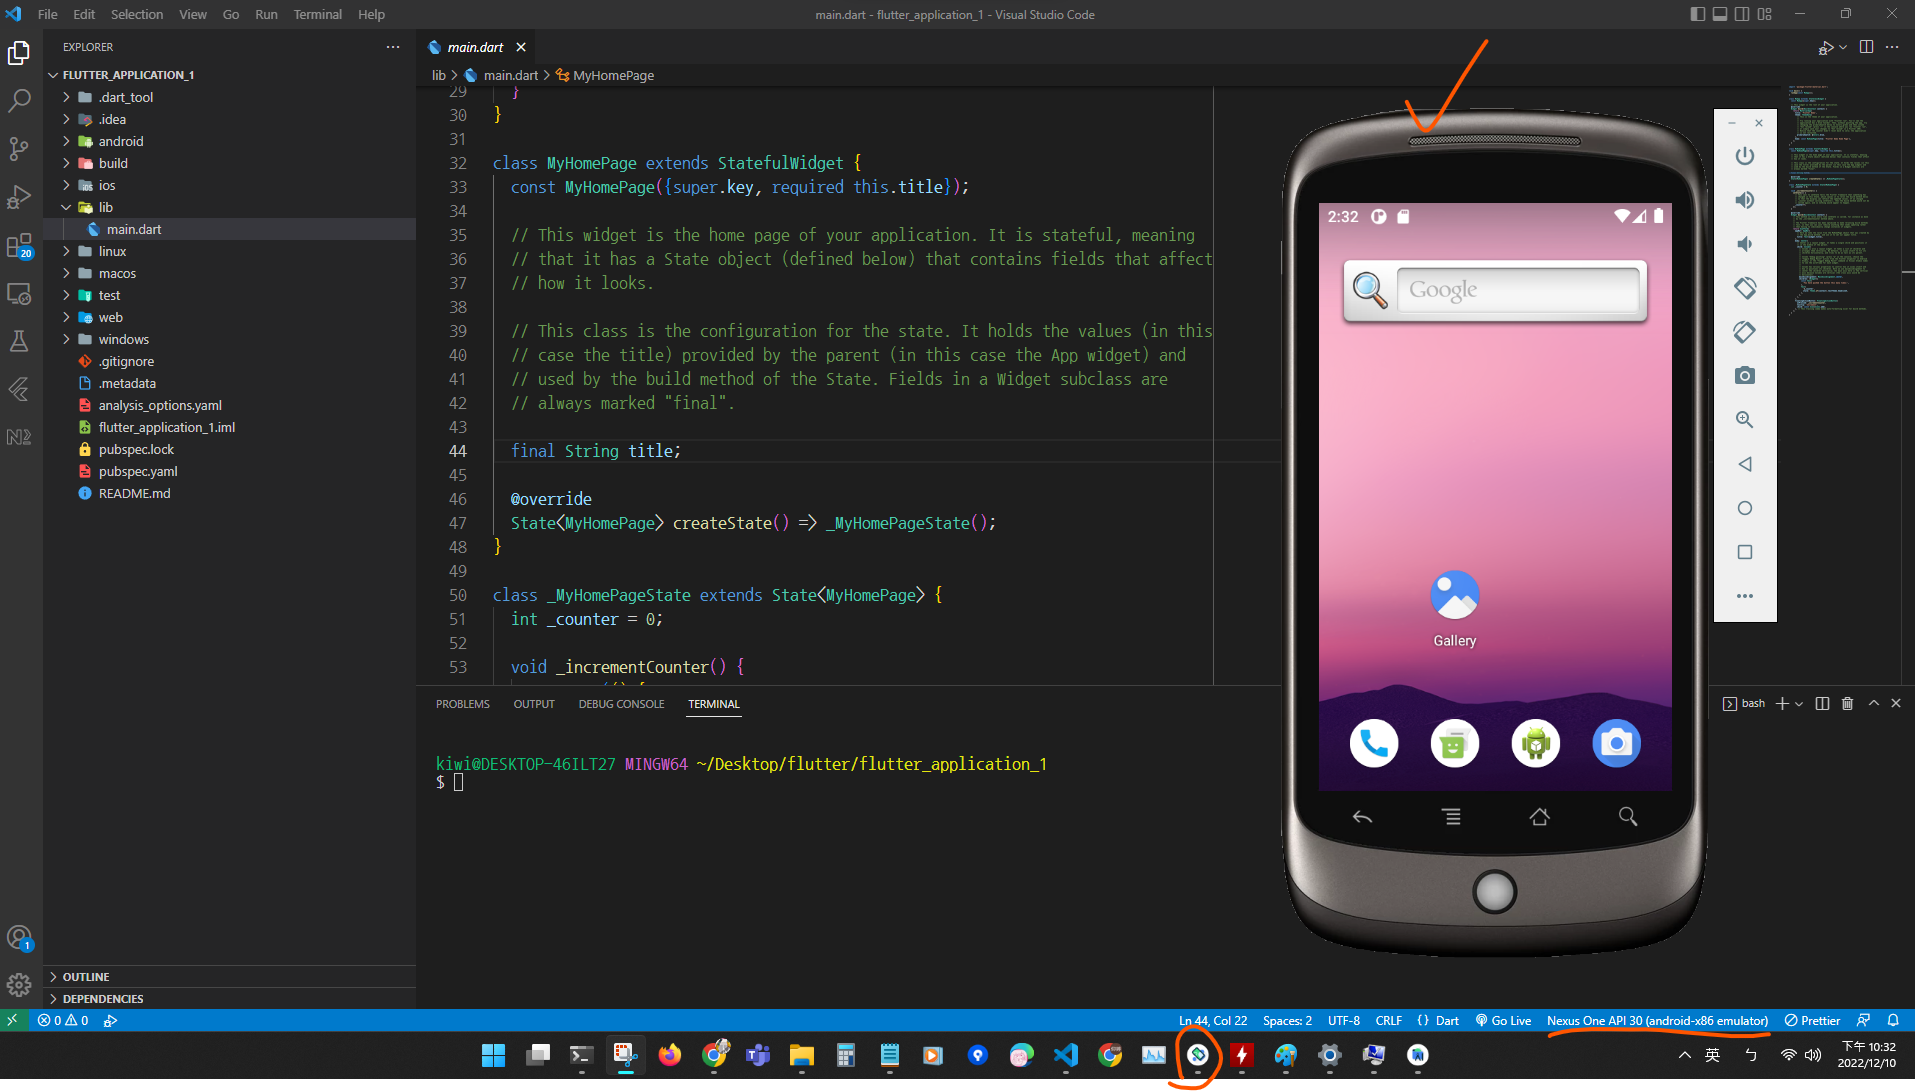 File Edit Selection View Go Run Terminal Help
main.dart - flutter_application_1 - Visual Studio Code
EXPLORER
FLUTTER_APPLICATION_1
.dart_tool
.idea
android
build
ios
lib
main.dart
linux
macos
test
web
windows
.gitignore
.metadata
analysis_options.yaml
flutter_application_1.iml
pubspec.lock
pubspec.yaml
README.md
OUTLINE
DEPENDENCIES
20
1
main.dart
lib > main.dart > MyHomePage
29 }
30 }
31
32 class MyHomePage extends StatefulWidget {
33 const MyHomePage({super.key, required this.title});
34
35 // This widget is the home page of your application. It is stateful, meaning
36 // that it has a State object (defined below) that contains fields that affect
37 // how it looks.
38
39 // This class is the configuration for the state. It holds the values (in this
40 // case the title) provided by the parent (in this case the App widget) and
41 // used by the build method of the State. Fields in a Widget subclass are
42 // always marked "final".
43
44 final String title;
45
46 @override
47 State<MyHomePage> createState() => _MyHomePageState();
48 }
49
50 class _MyHomePageState extends State<MyHomePage> {
51 int _counter = 0;
52
53 void _incrementCounter() {
PROBLEMS OUTPUT DEBUG CONSOLE TERMINAL
bash
kiwi@DESKTOP-46ILT27 MINGW64 ~/Desktop/flutter/flutter_application_1
$
2:32
Google
Gallery
0 0
Ln 44, Col 22 Spaces: 2 UTF-8 CRLF {} Dart Go Live Nexus One API 30 (android-x86 emulator) Prettier
英 ㄅ
下午 10:32
2022/12/10